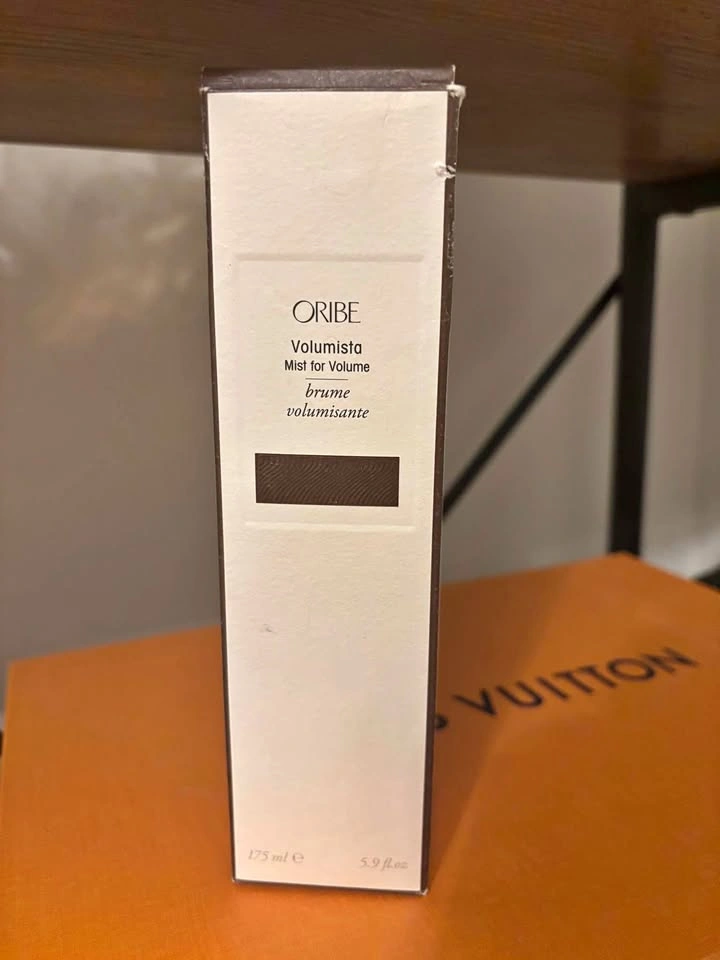 ORIBE
Volumista
Mist for Volume
brume
volumisante
VUITTON
175 ml ℮
5.9 fl.oz